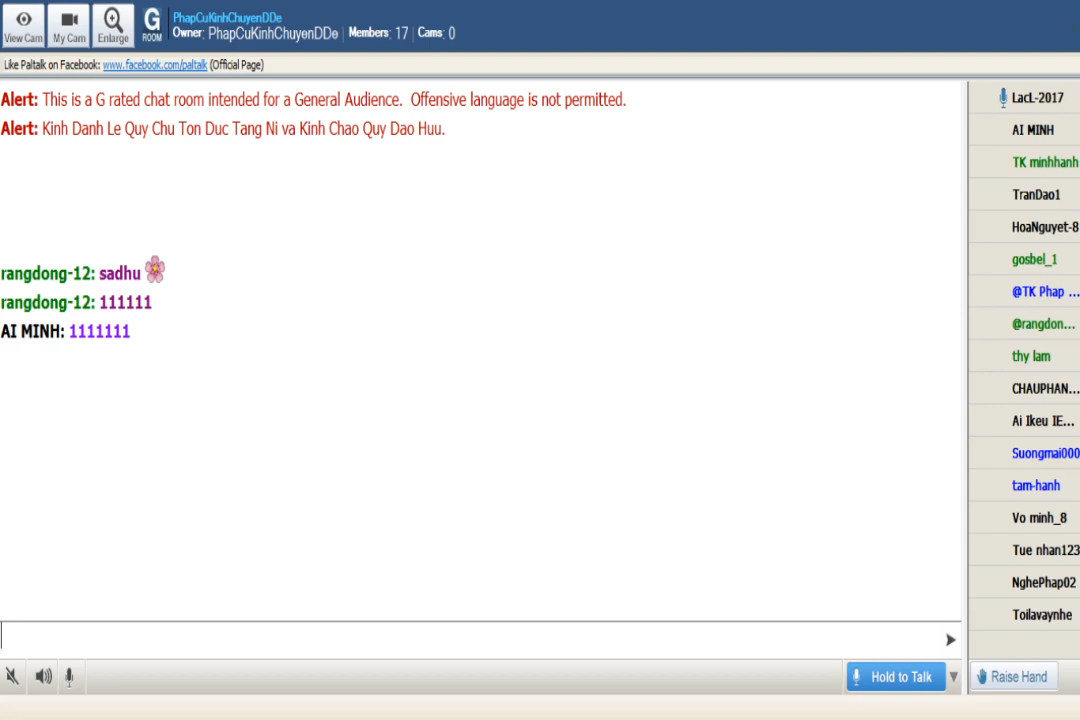 View Cam
My Cam
Enlarge
G
ROOM
PhapCuKinhChuyenDDe
Owner: PhapCuKinhChuyenDDe | Members: 17 | Cams: 0
Like Paltalk on Facebook: www.facebook.com/paltalk (Official Page)
Alert: This is a G rated chat room intended for a General Audience. Offensive language is not permitted.
Alert: Kinh Danh Le Quy Chu Ton Duc Tang Ni va Kinh Chao Quy Dao Huu.
rangdong-12: sadhu
rangdong-12: 111111
AI MINH: 1111111
LacL-2017
AI MINH
TK minhhanh
TranDao1
HoaNguyet-8
gosbel_1
@TK Phap ...
@rangdon...
thy lam
CHAUPHAN...
Ai Ikeu IE...
Suongmai000
tam-hanh
Vo minh_8
Tue nhan123
NghePhap02
Toilavaynhe
Hold to Talk
Raise Hand